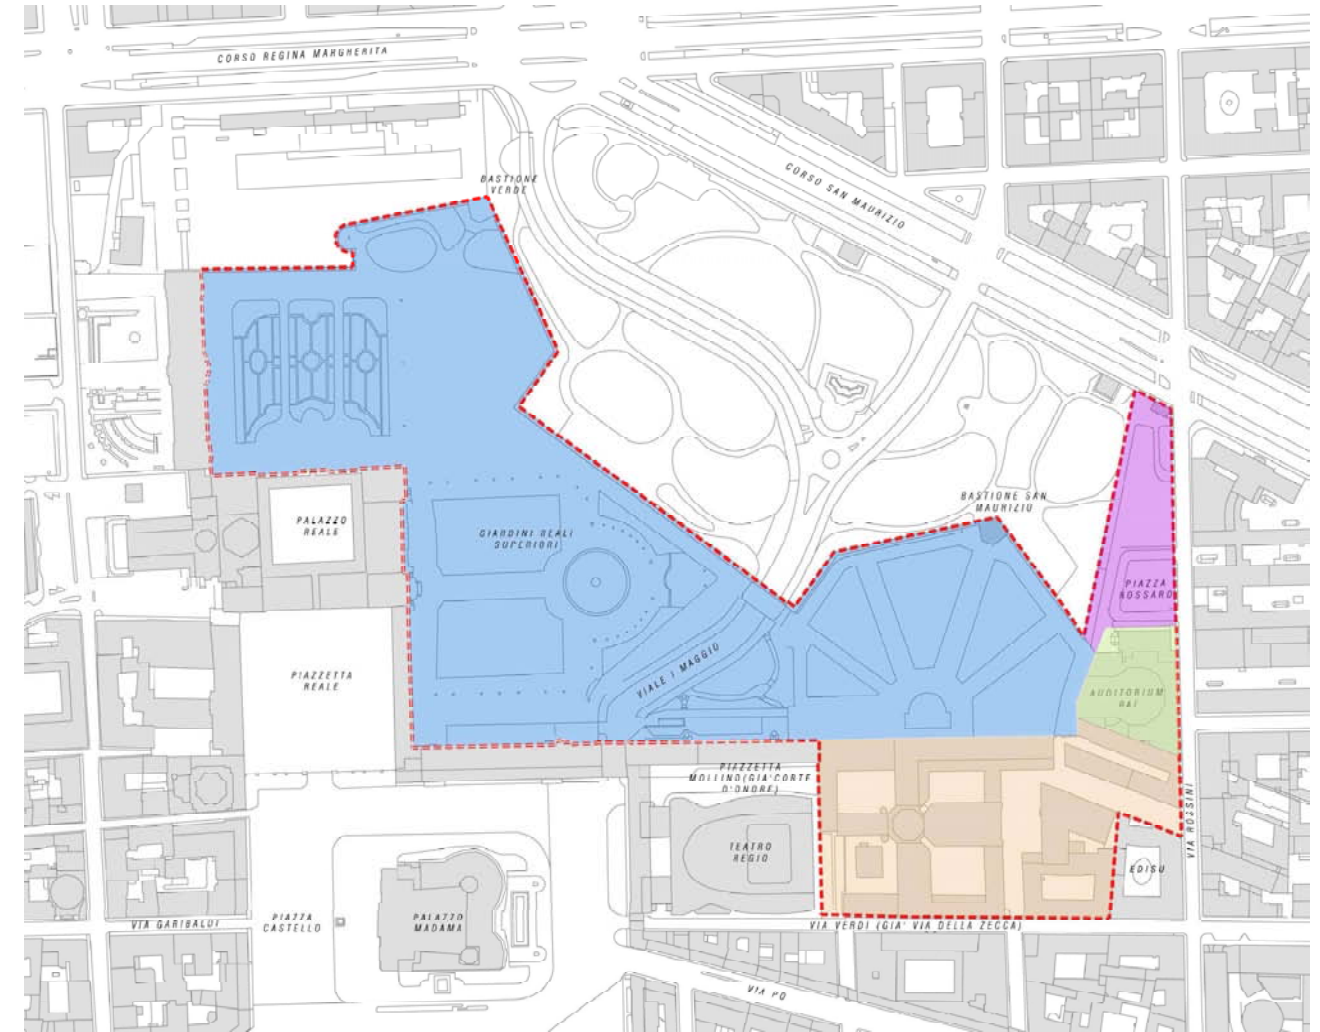 CORSO REGINA MARGHERITA
BASTIONE
VERDE
CORSO SAN MAURIZIO
BASTIONE SAN
MAURIZIO
PALAZZO
REALE
GIARDINI REALI
SUPERIORI
PIAZZA
ROSSARO
VIALE I MAGGIO
PIAZZETTA
REALE
AUDITORIUM
RAI
PIAZZETTA
MOLLINO(GIA'CORTE
D'ONORE)
TEATRO
REGIO
VIA ROSSINI
EDISU
VIA GARIBALDI
PIAZZA
CASTELLO
PALAZZO
MADAMA
VIA VERDI (GIA' VIA DELLA ZECCA)
VIA PO